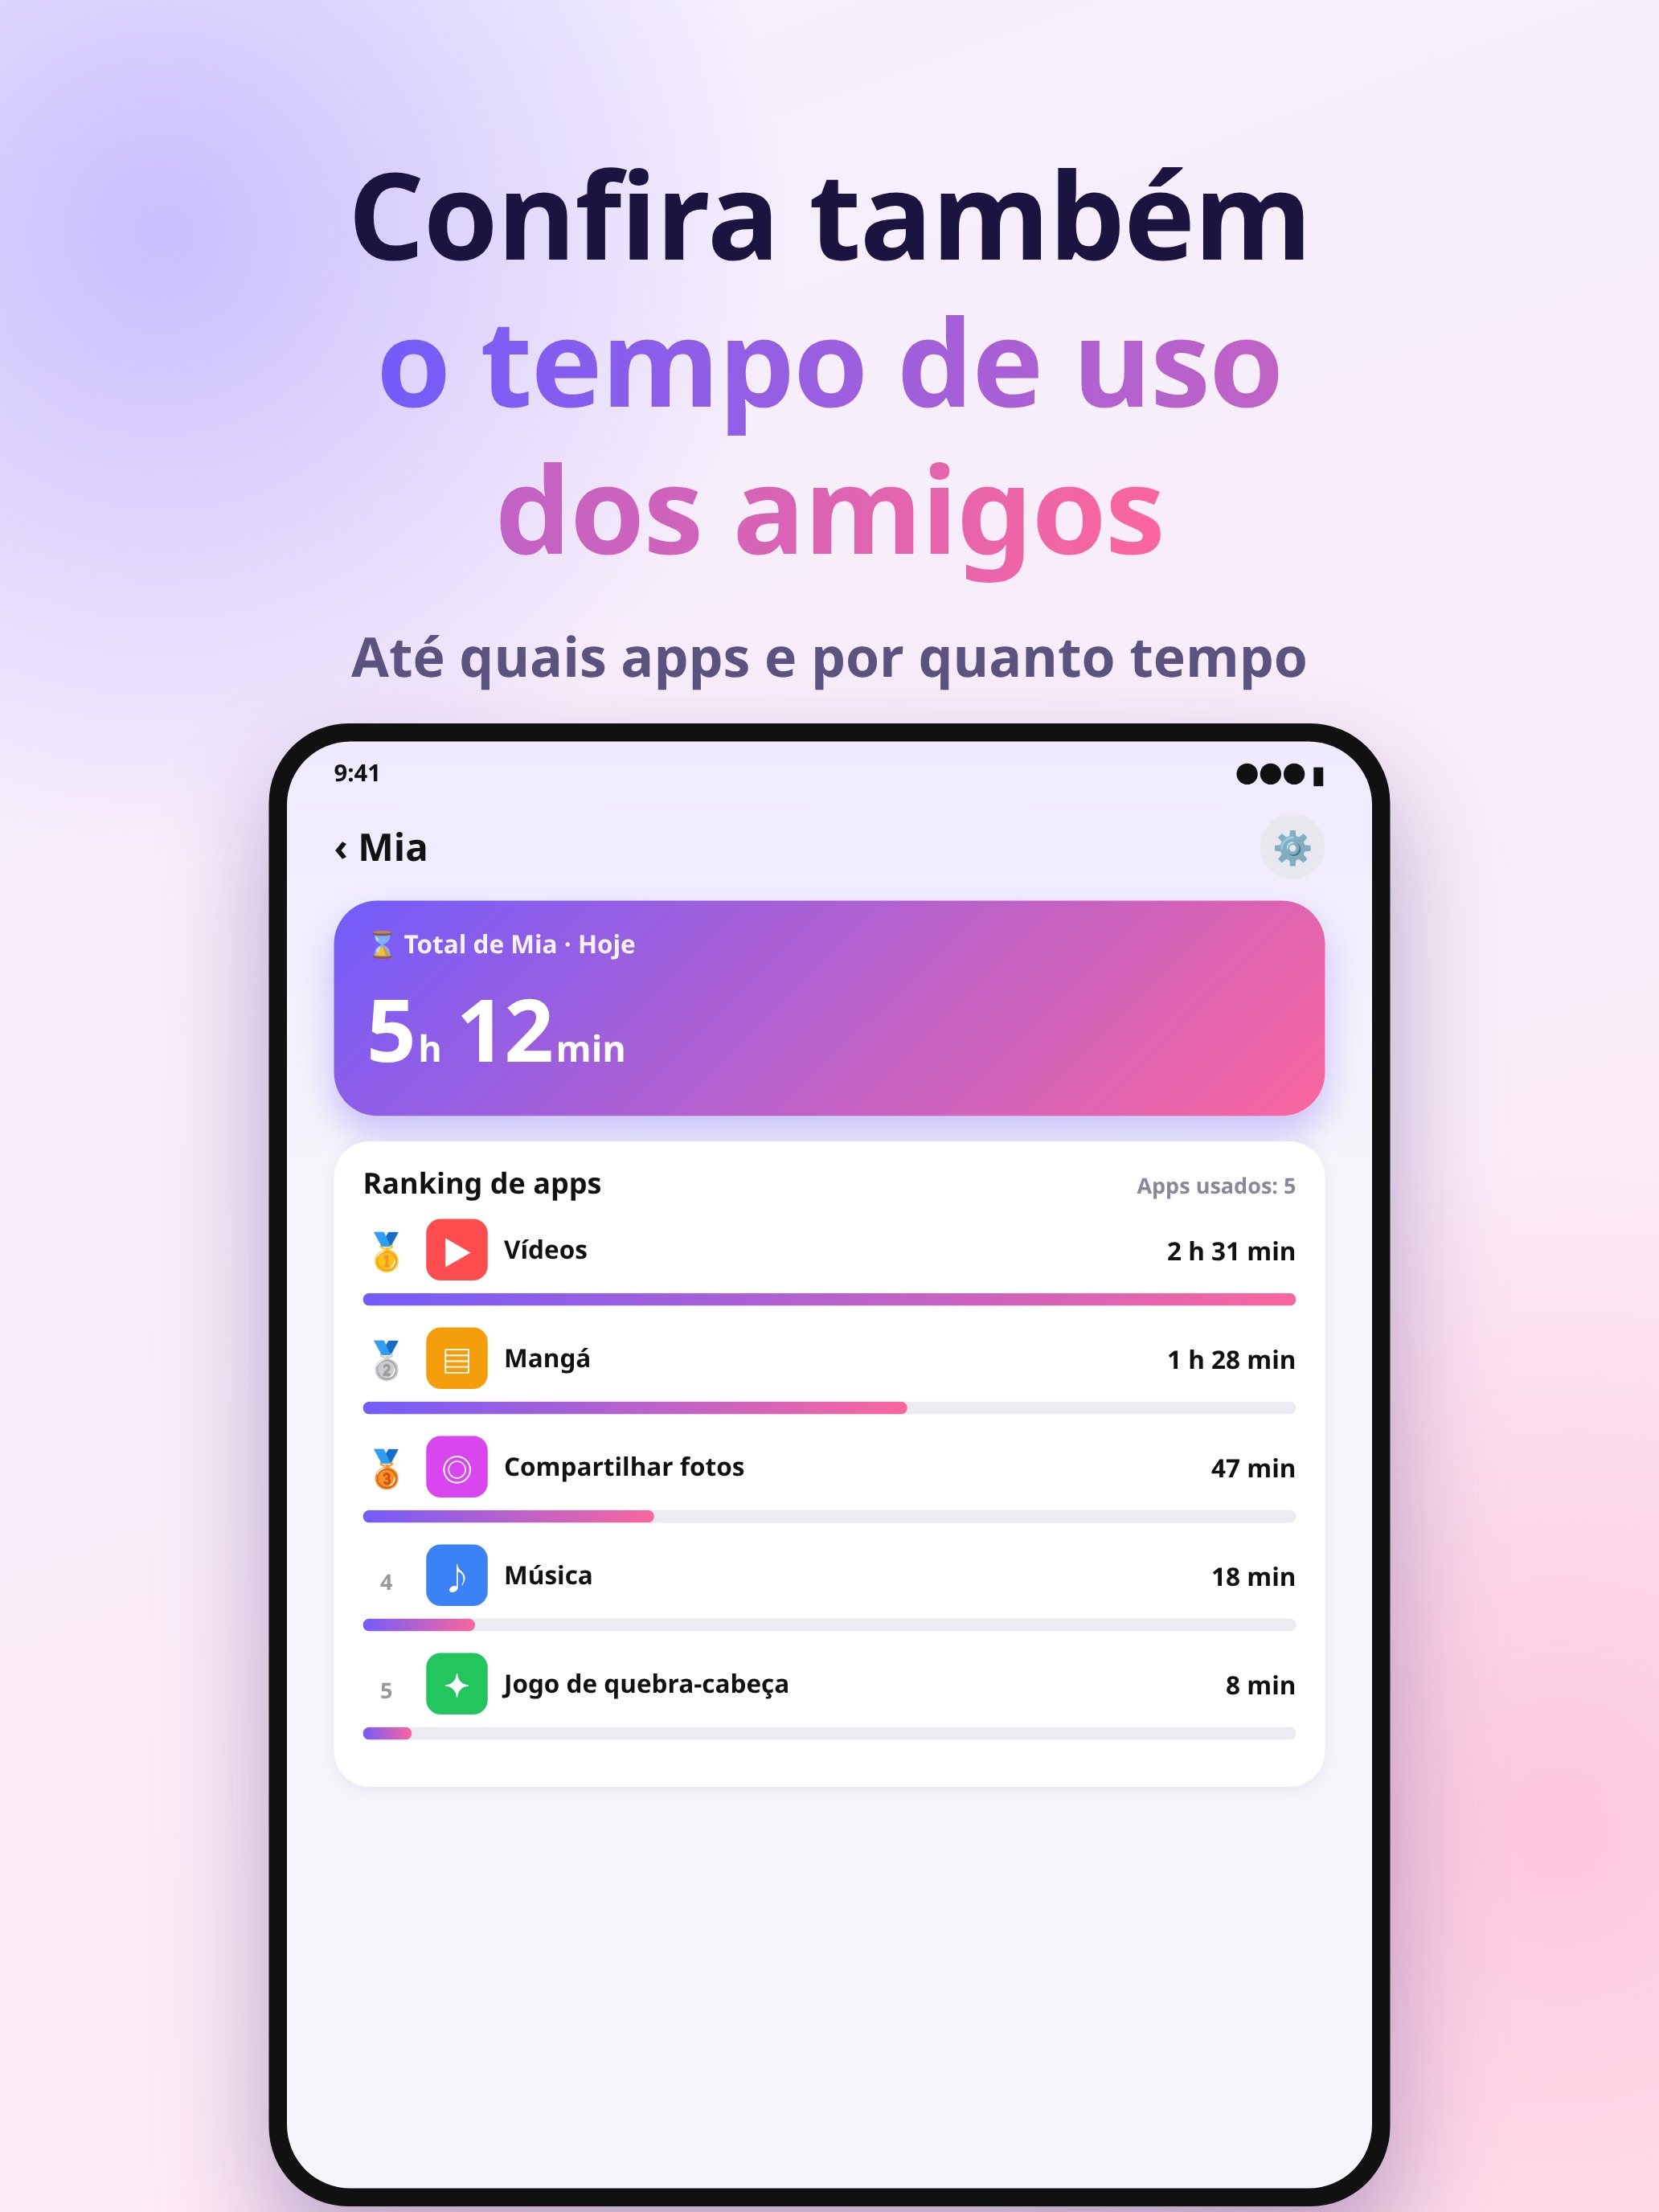 Confira também
o tempo de uso
dos amigos
Até quais apps e por quanto tempo
9:41
‹ Mia
⌛ Total de Mia · Hoje
5h 12min
Ranking de apps
Apps usados: 5
🥇 Vídeos 2 h 31 min
🥈 Mangá 1 h 28 min
🥉 Compartilhar fotos 47 min
4 Música 18 min
5 Jogo de quebra-cabeça 8 min